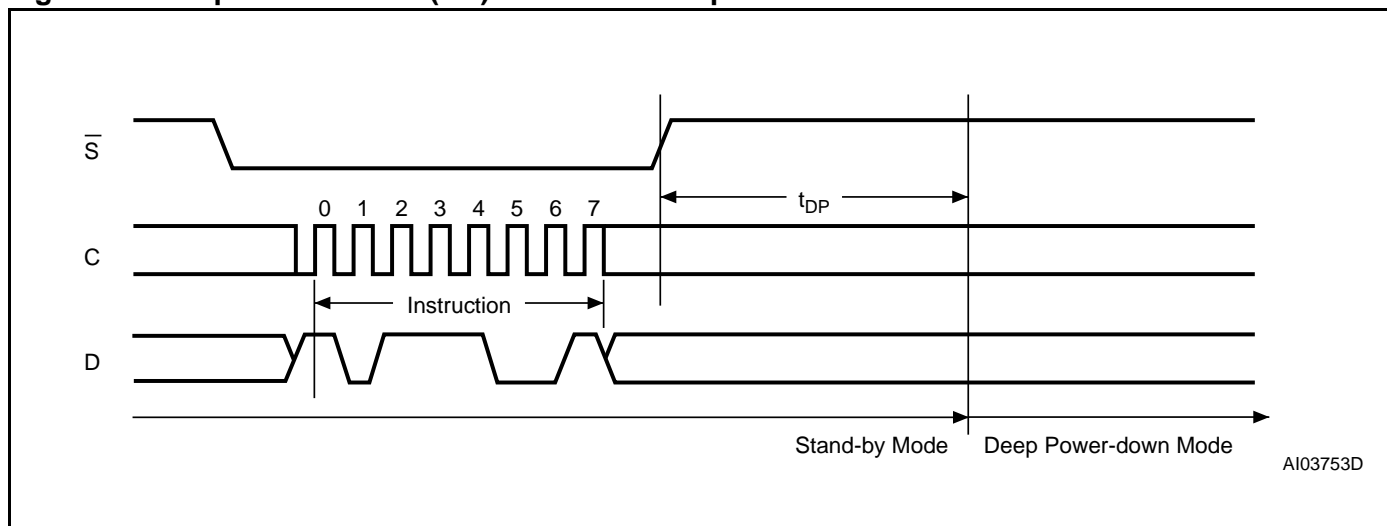 S̅
0 1 2 3 4 5 6 7
tDP
C
Instruction
D
Stand-by Mode
Deep Power-down Mode
AI03753D